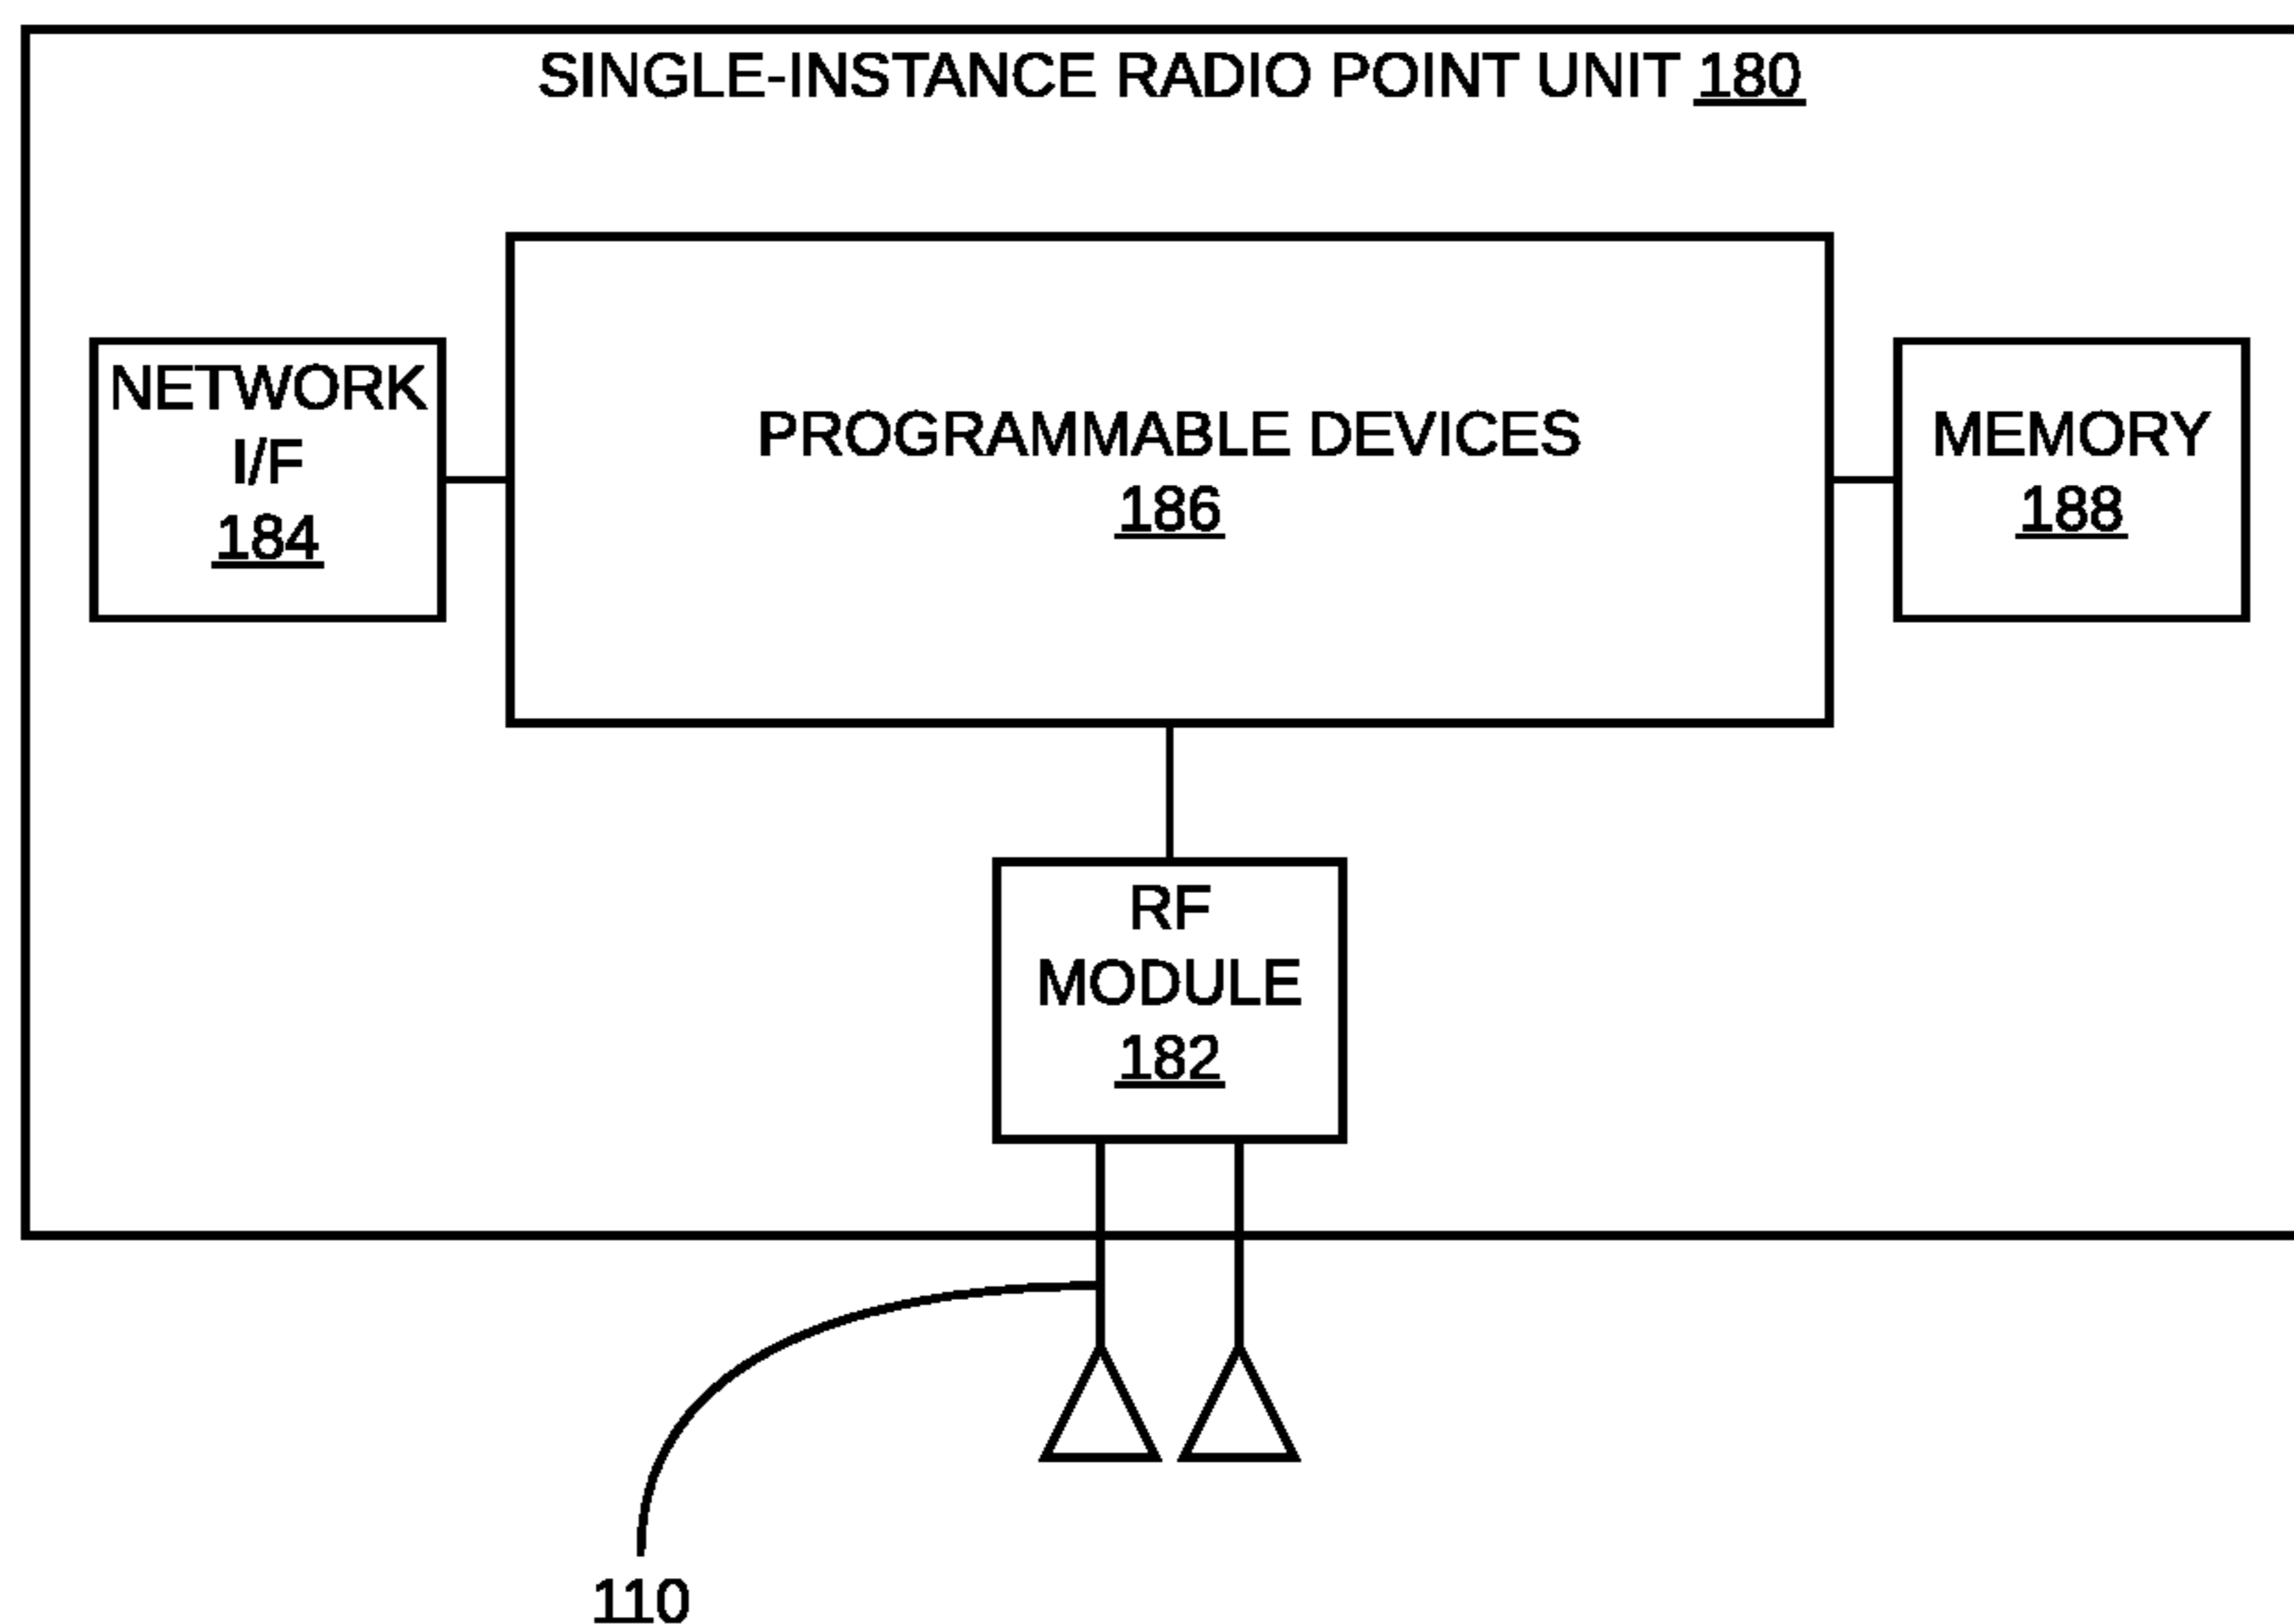 SINGLE-INSTANCE RADIO POINT UNIT 180
NETWORK
I/F
184
PROGRAMMABLE DEVICES
186
MEMORY
188
RF
MODULE
182
110